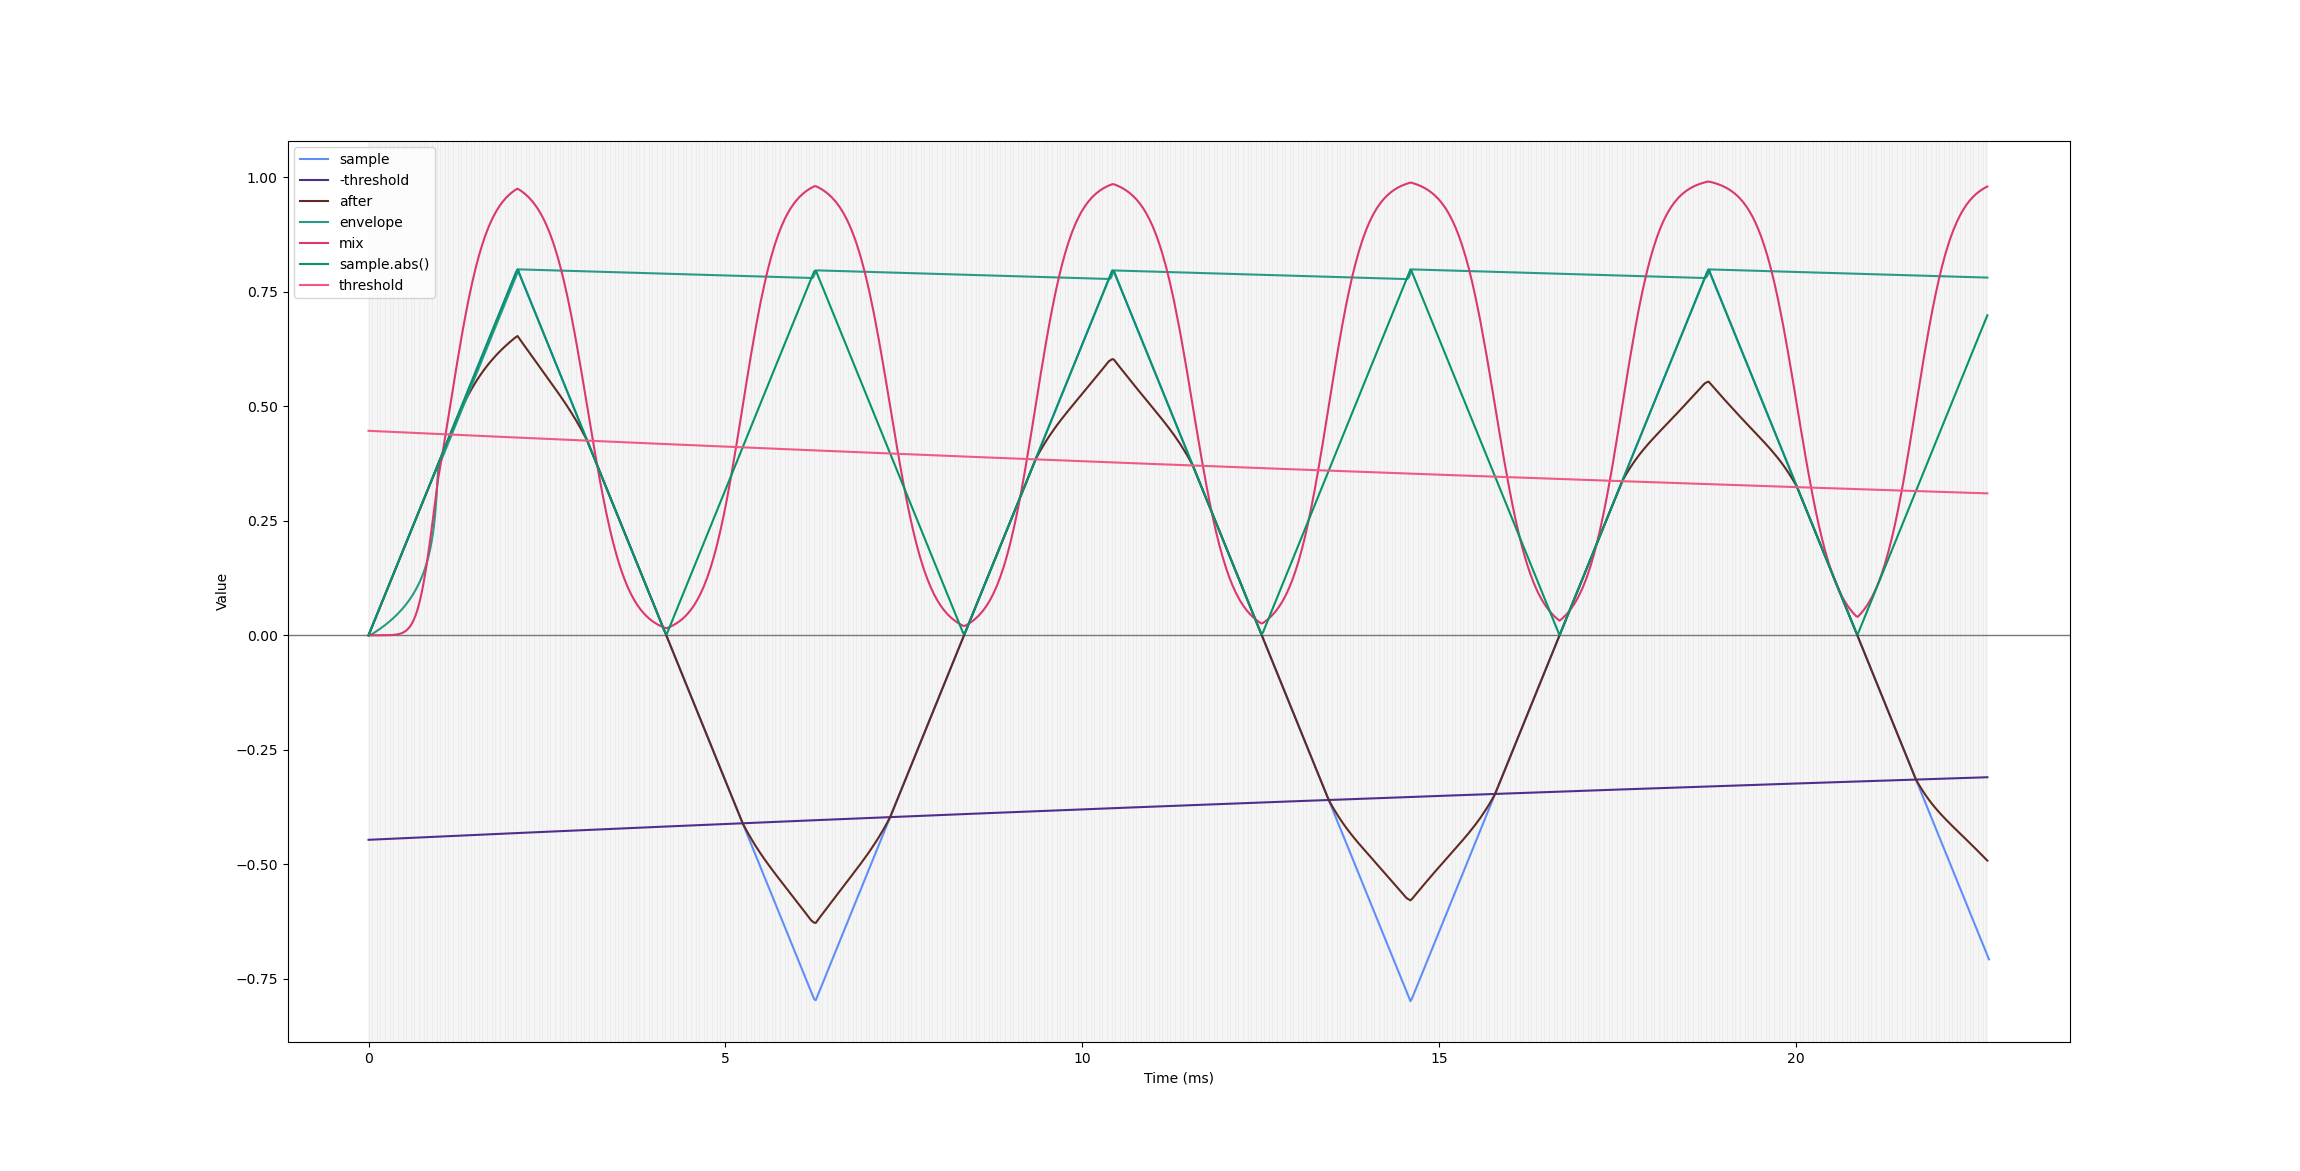 sample
-threshold
after
envelope
mix
sample.abs()
threshold
1.00
0.75
0.50
0.25
0.00
−0.25
−0.50
−0.75
Value
0 5 10 15 20
Time (ms)